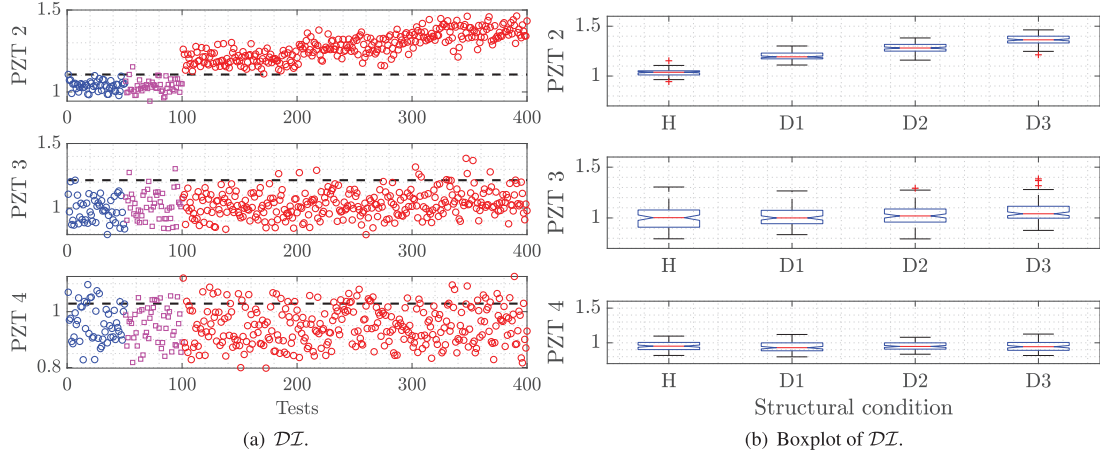 PZT 2
1.5
1
0 100 200 300 400
PZT 3
1.5
1
0 100 200 300 400
PZT 4
1
0.8
0 100 200 300 400
Tests
(a) 𝒟ℐ.
PZT 2
1.5
1
H D1 D2 D3
PZT 3
1.5
1
H D1 D2 D3
PZT 4
1.5
1
H D1 D2 D3
Structural condition
(b) Boxplot of 𝒟ℐ.